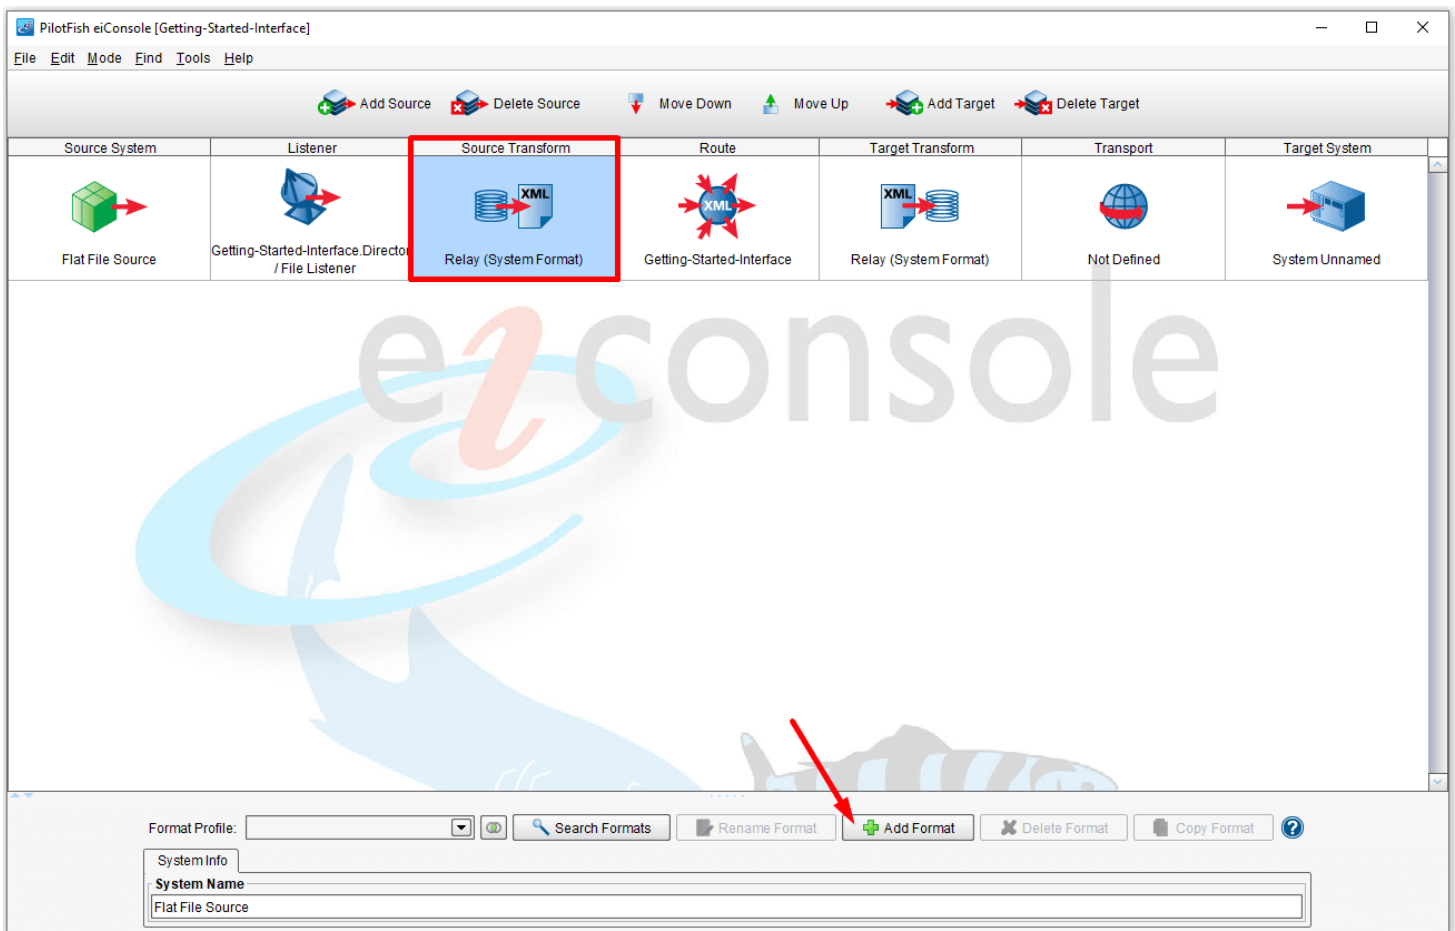 PilotFish eiConsole [Getting-Started-Interface]
File Edit Mode Find Tools Help
Add Source Delete Source Move Down Move Up Add Target Delete Target
Source System Listener Source Transform Route Target Transform Transport Target System
XML XML XML
Flat File Source Getting-Started-Interface.Director Relay (System Format) Getting-Started-Interface Relay (System Format) Not Defined System Unnamed
/ File Listener
eiconsole
Format Profile: Search Formats Rename Format Add Format Delete Format Copy Format ?
System Info
System Name
Flat File Source